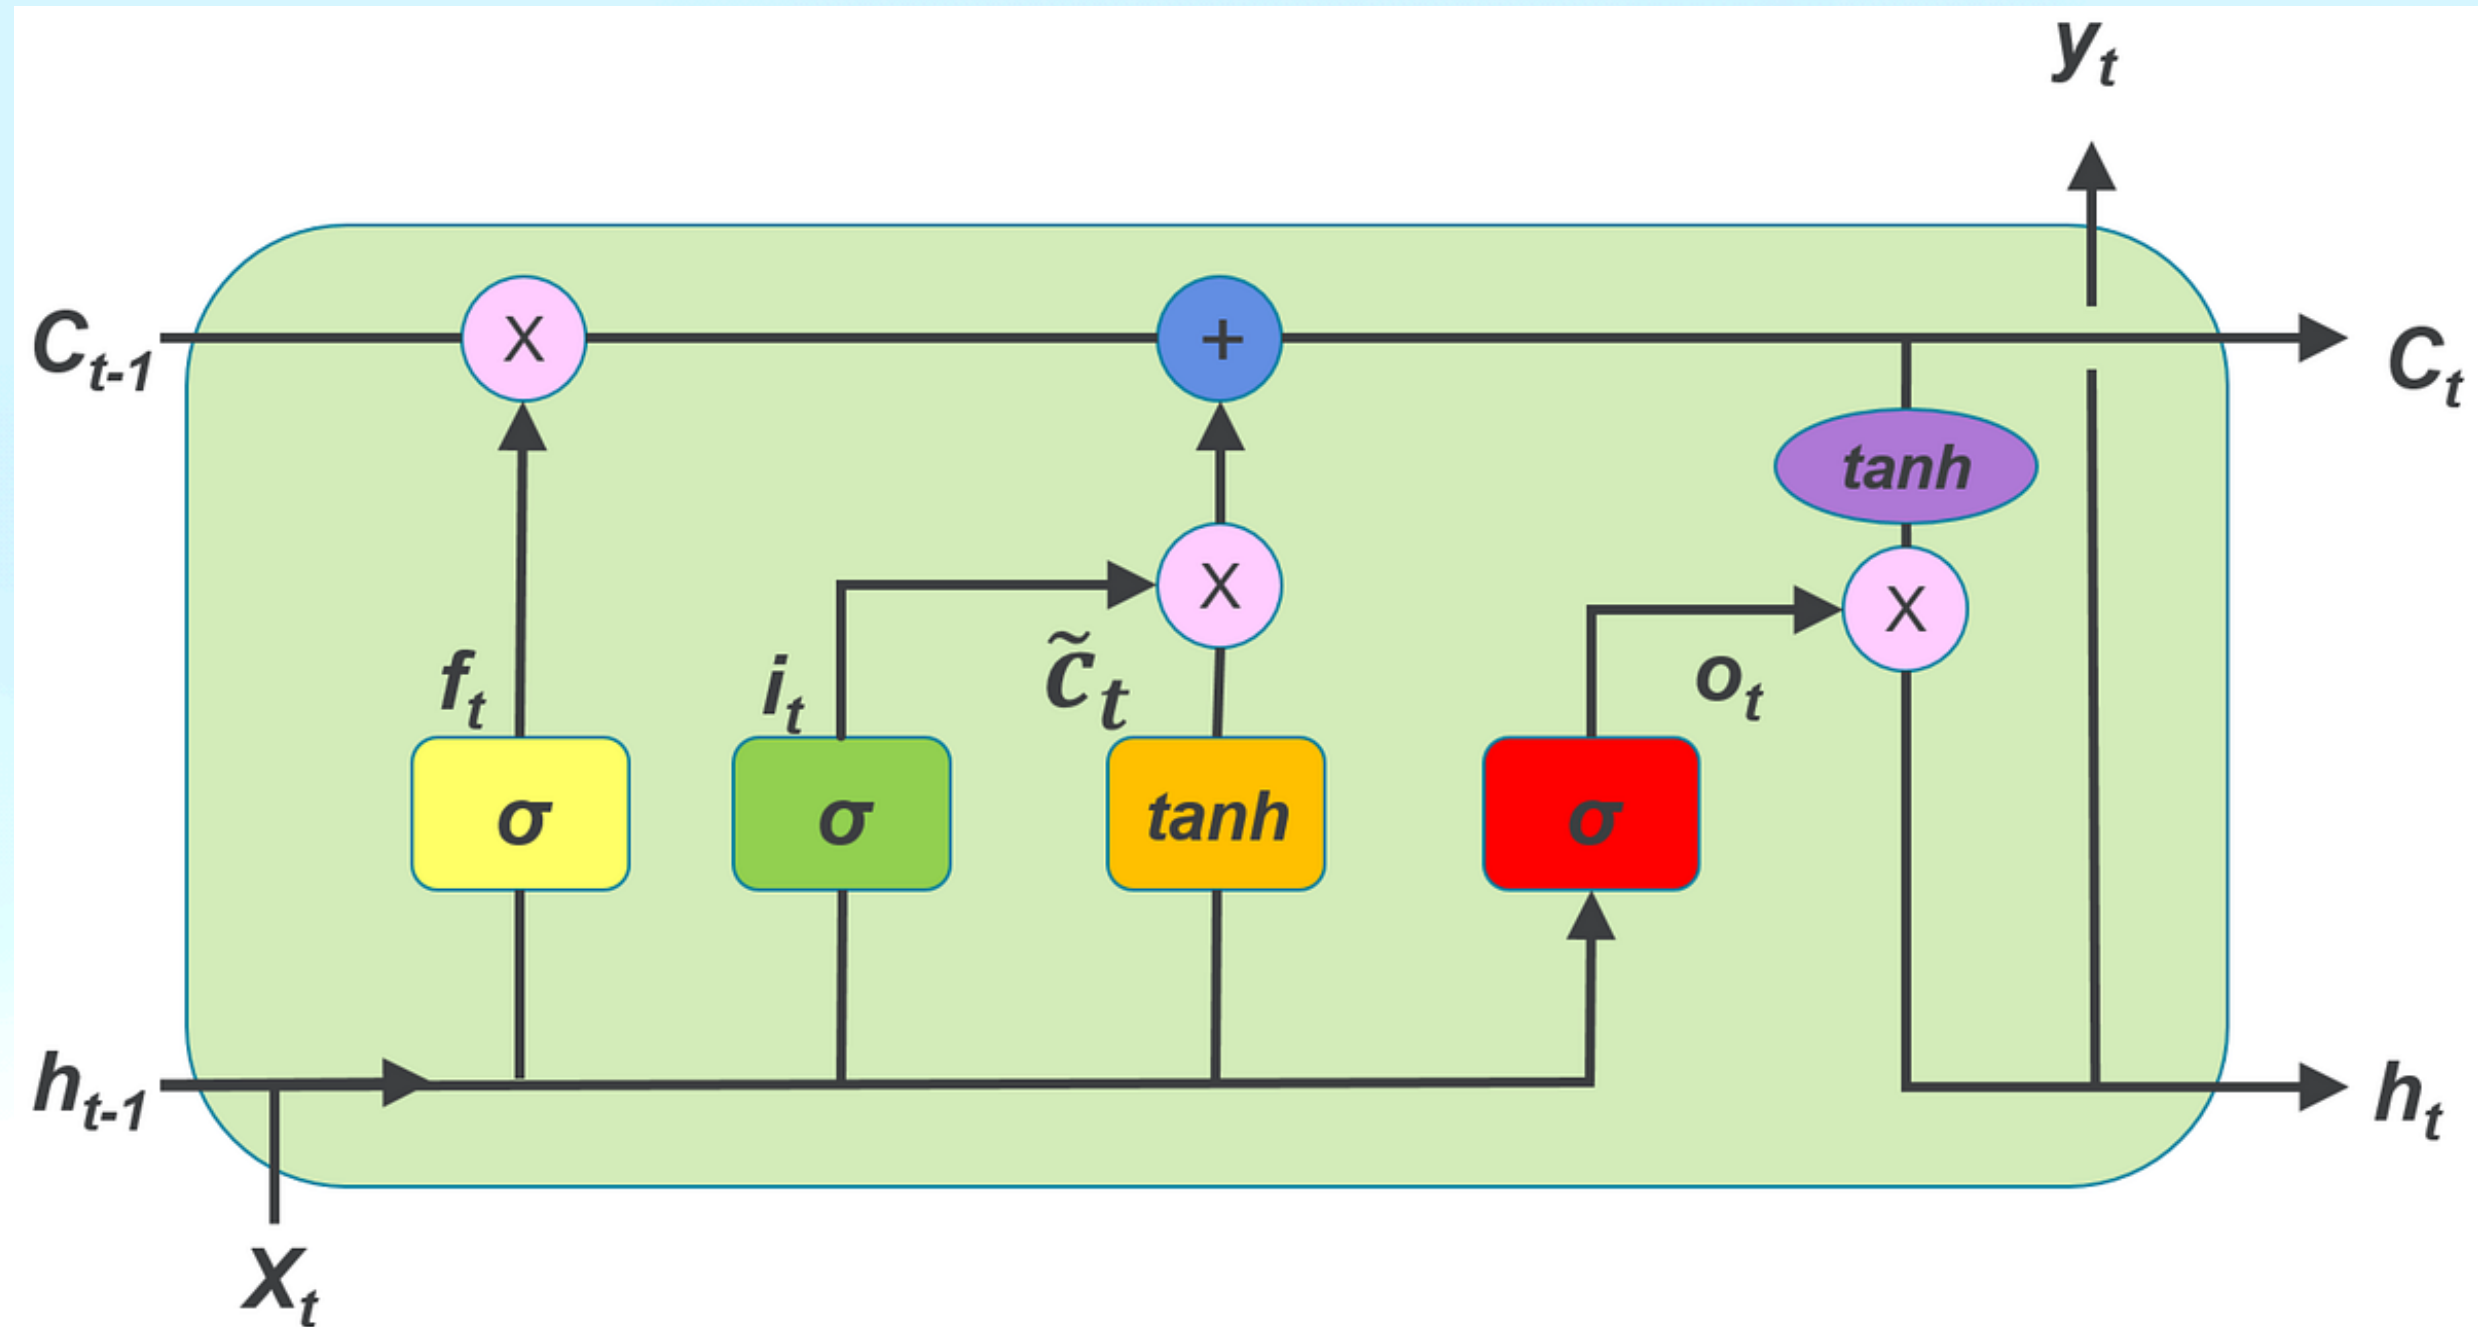 yₜ
Cₜ₋₁ X + Cₜ
tanh
X X
fₜ iₜ c̃ₜ oₜ
σ σ tanh σ
hₜ₋₁ hₜ
Xₜ